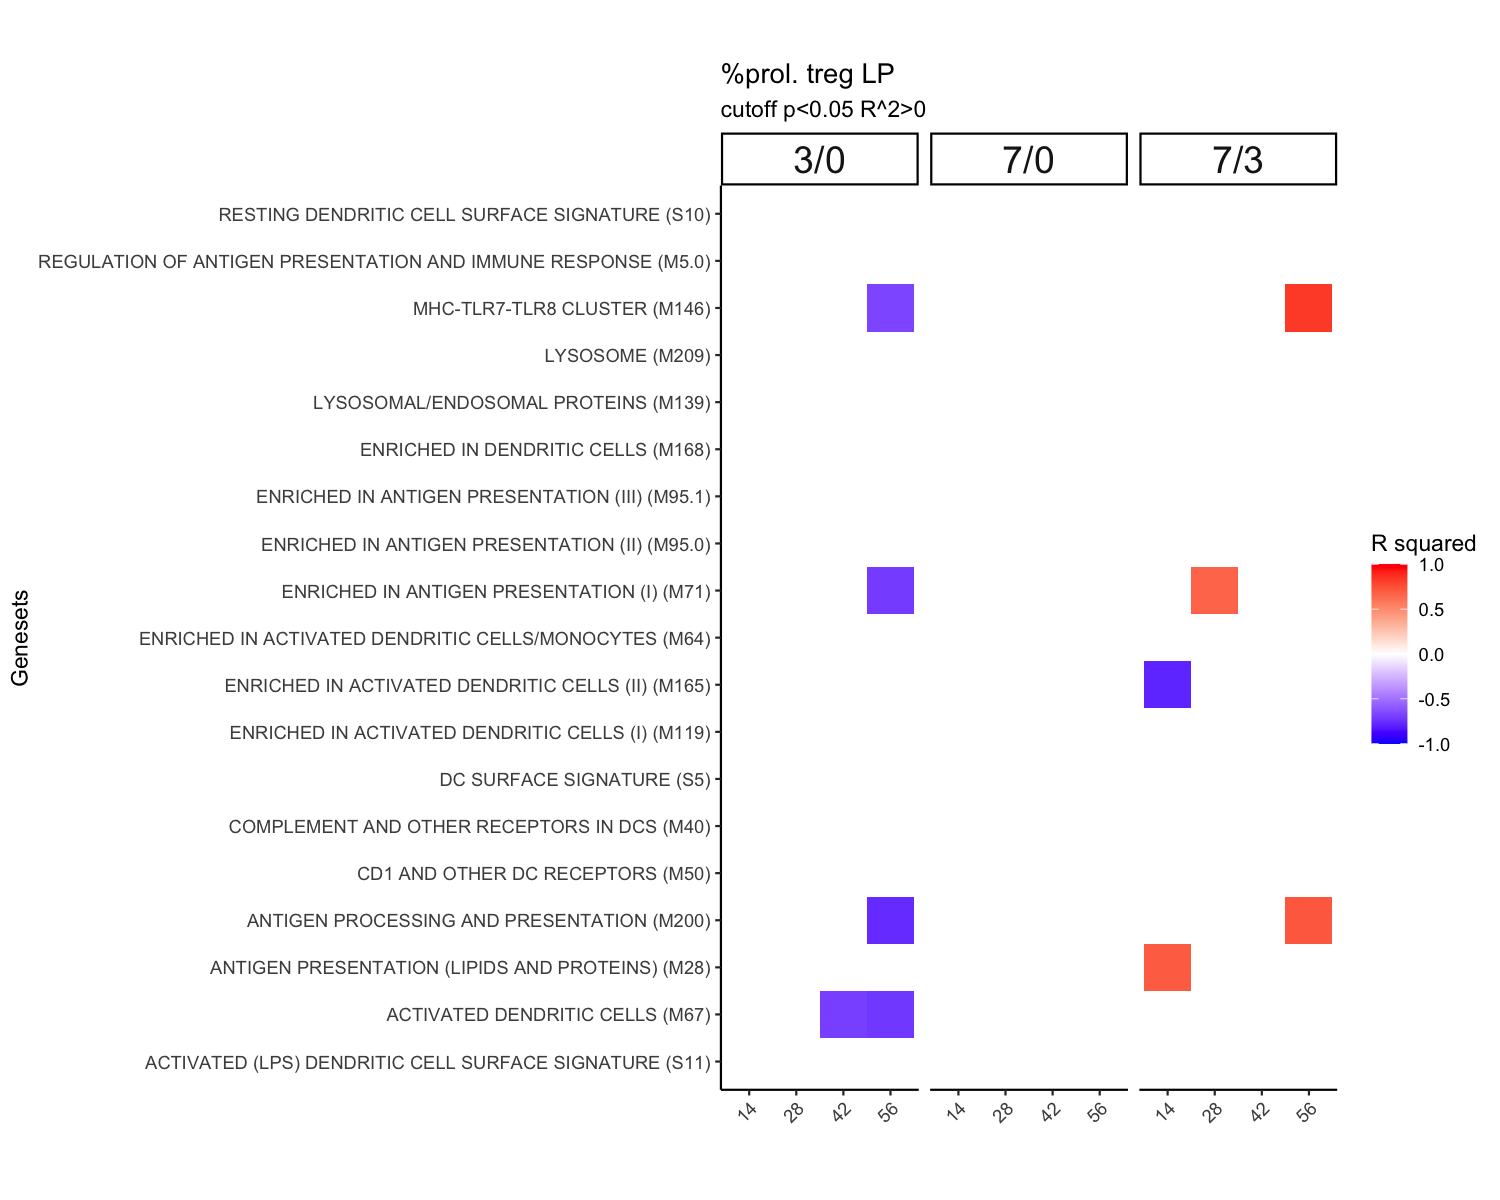 %prol. treg LP
cutoff p<0.05 R^2>0
3/0 7/0 7/3
RESTING DENDRITIC CELL SURFACE SIGNATURE (S10)
REGULATION OF ANTIGEN PRESENTATION AND IMMUNE RESPONSE (M5.0)
MHC-TLR7-TLR8 CLUSTER (M146)
LYSOSOME (M209)
LYSOSOMAL/ENDOSOMAL PROTEINS (M139)
ENRICHED IN DENDRITIC CELLS (M168)
ENRICHED IN ANTIGEN PRESENTATION (III) (M95.1)
ENRICHED IN ANTIGEN PRESENTATION (II) (M95.0)
ENRICHED IN ANTIGEN PRESENTATION (I) (M71)
ENRICHED IN ACTIVATED DENDRITIC CELLS/MONOCYTES (M64)
ENRICHED IN ACTIVATED DENDRITIC CELLS (II) (M165)
ENRICHED IN ACTIVATED DENDRITIC CELLS (I) (M119)
DC SURFACE SIGNATURE (S5)
COMPLEMENT AND OTHER RECEPTORS IN DCS (M40)
CD1 AND OTHER DC RECEPTORS (M50)
ANTIGEN PROCESSING AND PRESENTATION (M200)
ANTIGEN PRESENTATION (LIPIDS AND PROTEINS) (M28)
ACTIVATED DENDRITIC CELLS (M67)
ACTIVATED (LPS) DENDRITIC CELL SURFACE SIGNATURE (S11)
Genesets
14 28 42 56 14 28 42 56 14 28 42 56
R squared
1.0
0.5
0.0
-0.5
-1.0